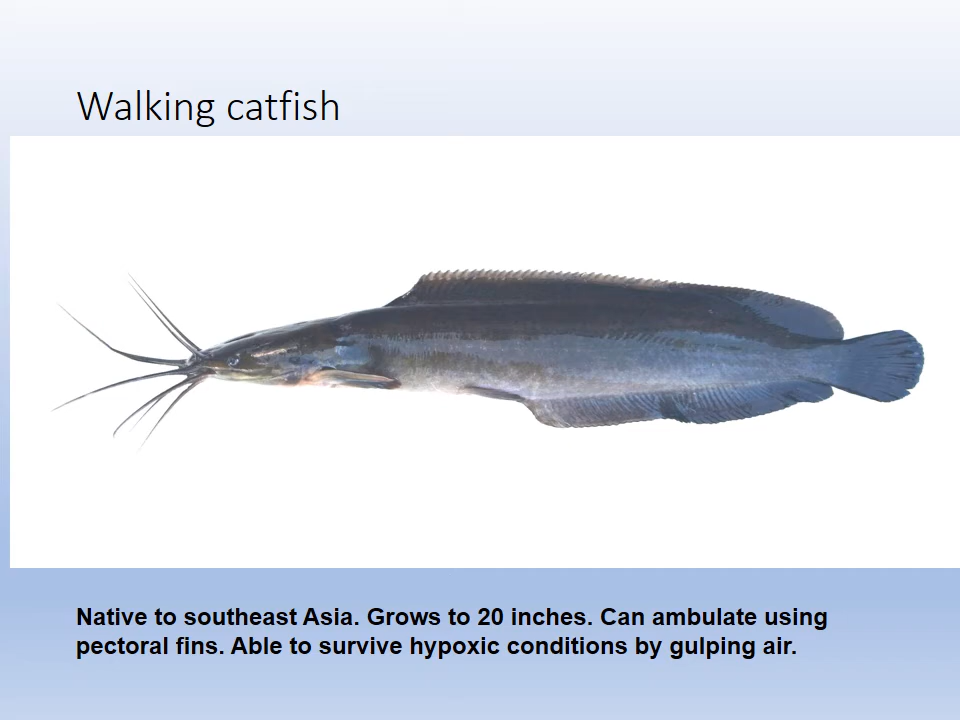 Walking catfish
Native to southeast Asia. Grows to 20 inches. Can ambulate using
pectoral fins. Able to survive hypoxic conditions by gulping air.